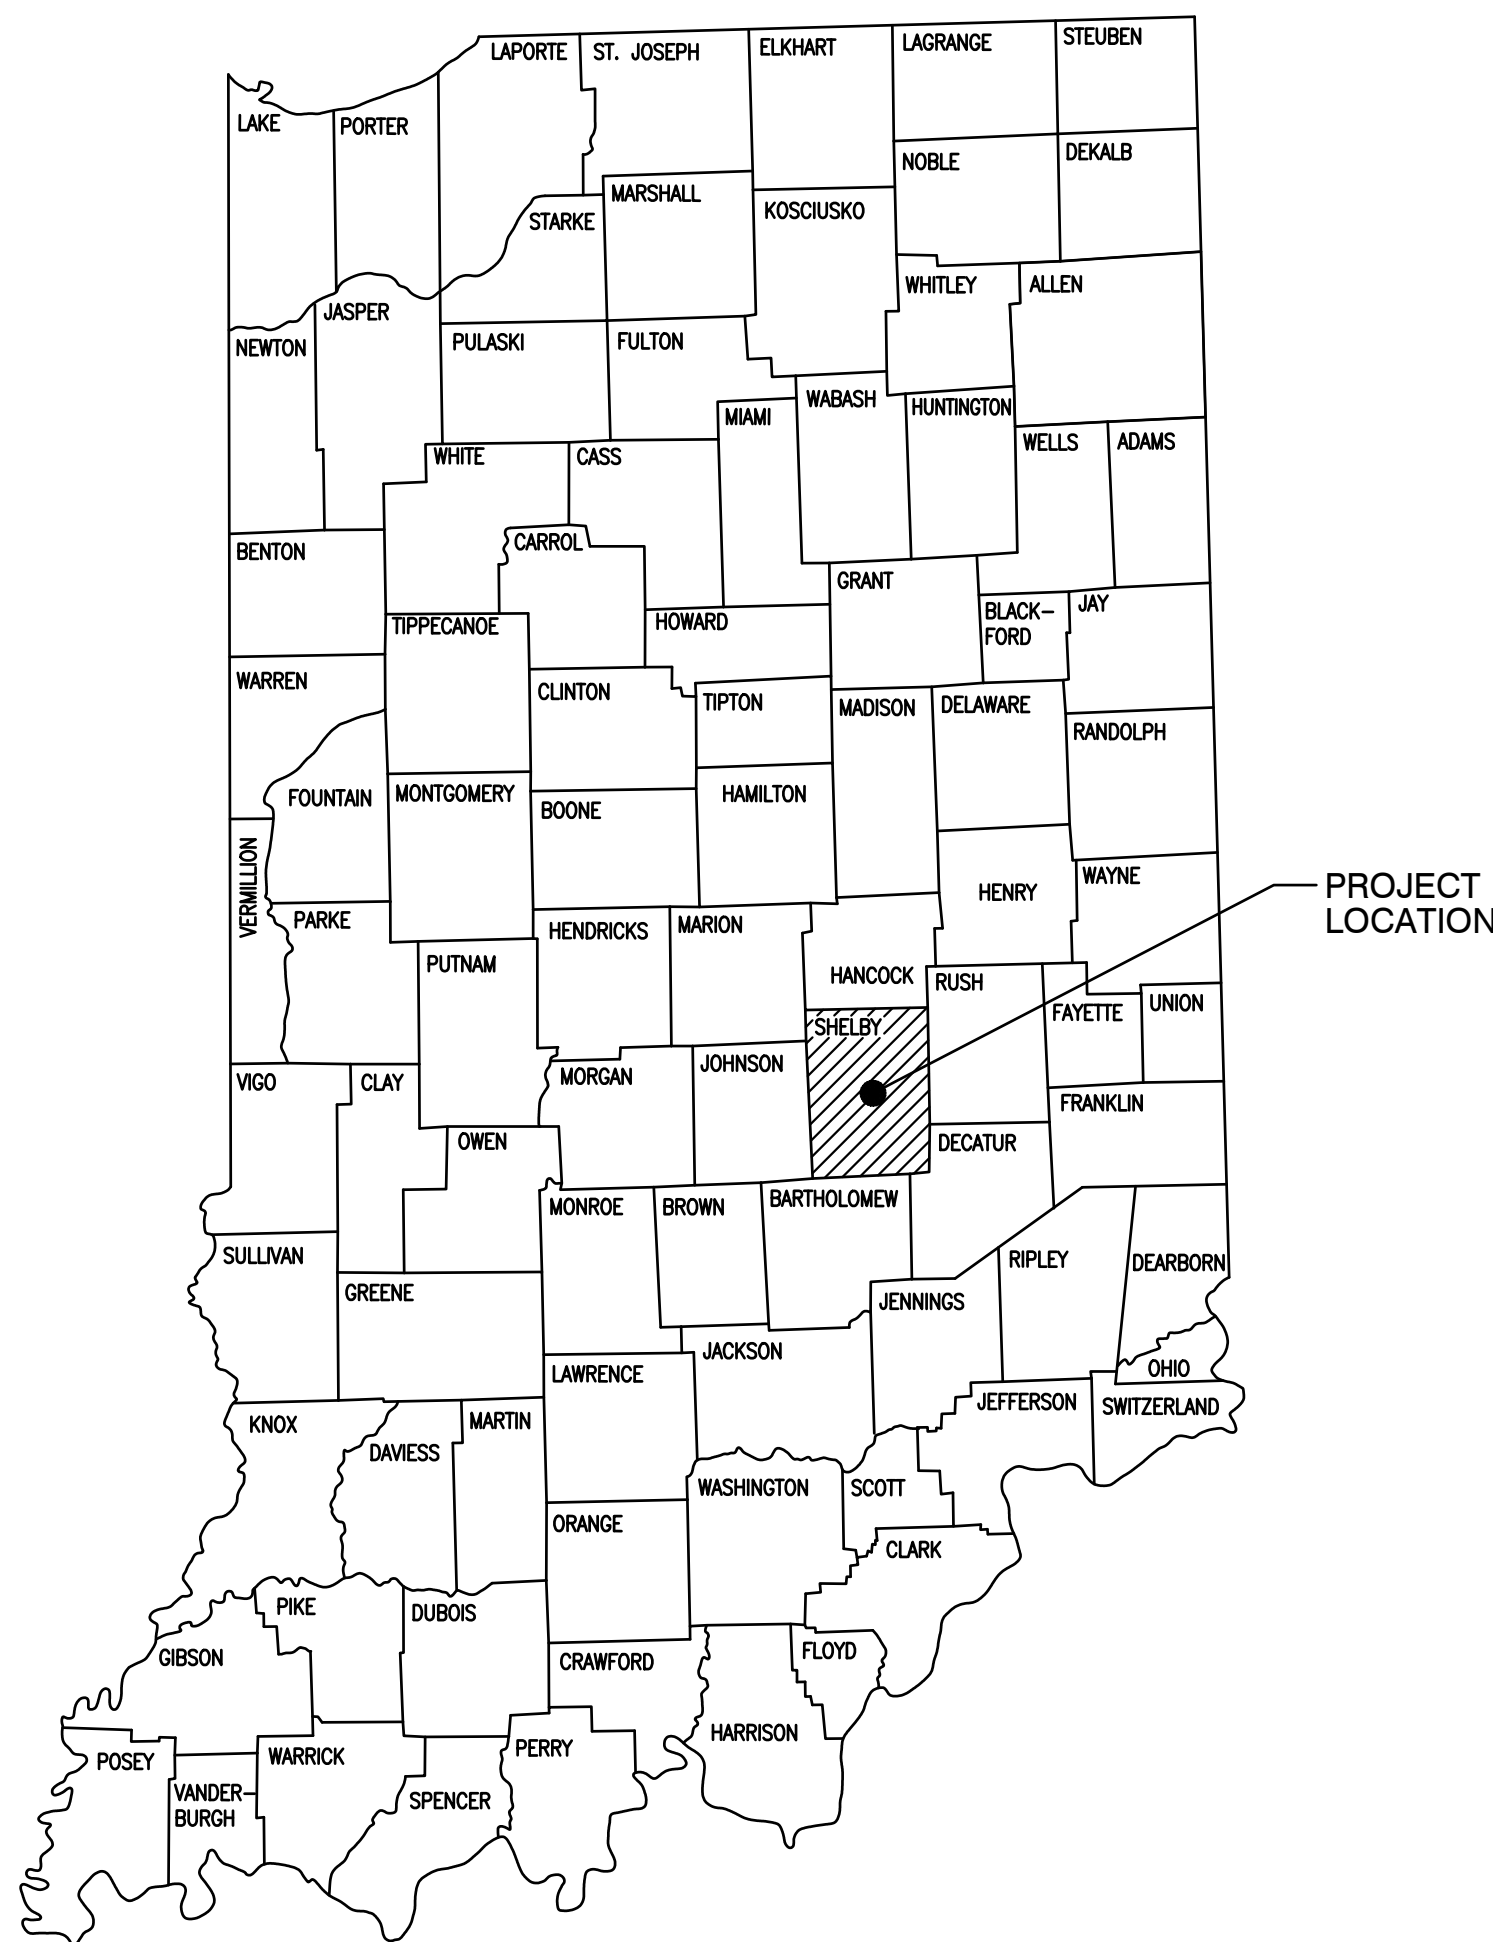 LAPORTE
ST. JOSEPH
ELKHART
LAGRANGE
STEUBEN
LAKE
PORTER
NOBLE
DEKALB
MARSHALL
STARKE
KOSCIUSKO
WHITLEY
ALLEN
JASPER
NEWTON
PULASKI
FULTON
MIAMI
WABASH
HUNTINGTON
WELLS
ADAMS
WHITE
CASS
BENTON
CARROL
GRANT
BLACK-
FORD
JAY
TIPPECANOE
HOWARD
WARREN
CLINTON
TIPTON
MADISON
DELAWARE
RANDOLPH
FOUNTAIN
MONTGOMERY
BOONE
HAMILTON
VERMILLION
HENRY
WAYNE
PROJECT
LOCATION
PARKE
HENDRICKS
MARION
PUTNAM
HANCOCK
RUSH
FAYETTE
UNION
SHELBY
VIGO
CLAY
MORGAN
JOHNSON
FRANKLIN
OWEN
DECATUR
MONROE
BROWN
BARTHOLOMEW
SULLIVAN
RIPLEY
DEARBORN
GREENE
JENNINGS
LAWRENCE
JACKSON
OHIO
KNOX
MARTIN
JEFFERSON
SWITZERLAND
DAVIESS
WASHINGTON
SCOTT
ORANGE
CLARK
PIKE
DUBOIS
GIBSON
CRAWFORD
FLOYD
HARRISON
POSEY
WARRICK
PERRY
VANDER-
BURGH
SPENCER